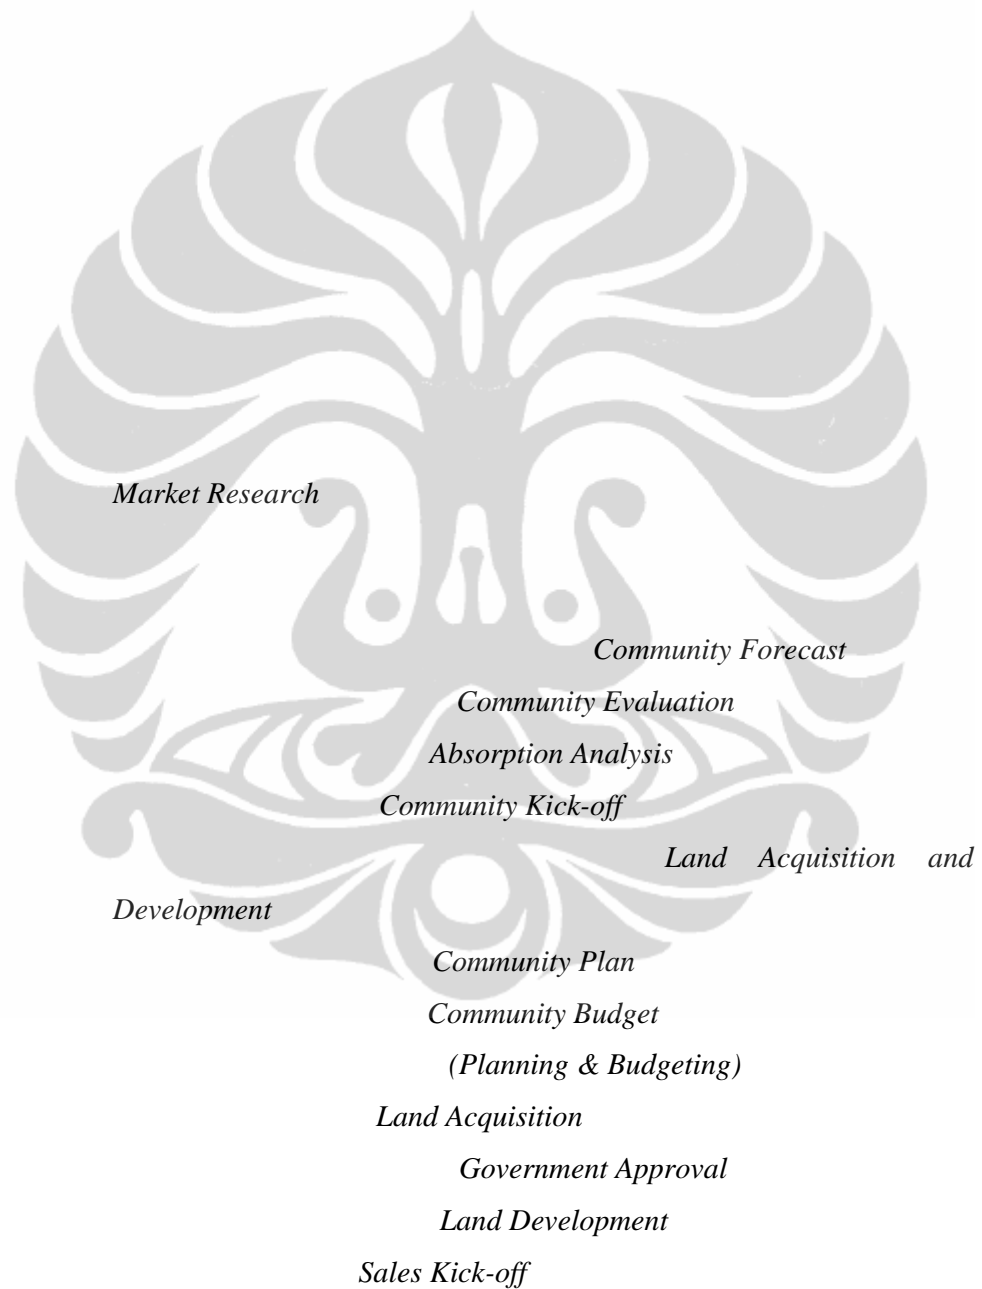 Market Research
Community Forecast
Community Evaluation
Absorption Analysis
Community Kick-off
Land Acquisition and
Development
Community Plan
Community Budget
(Planning & Budgeting)
Land Acquisition
Government Approval
Land Development
Sales Kick-off